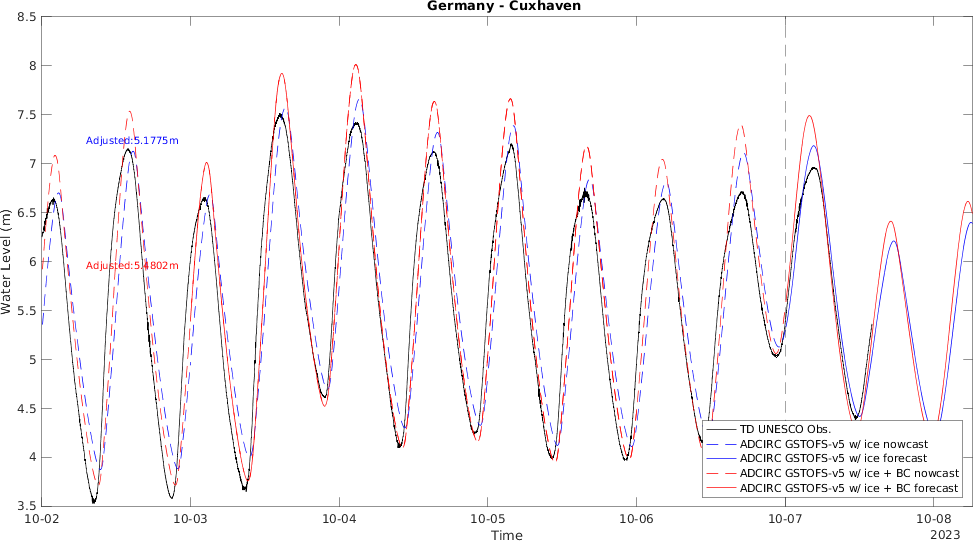 Germany - Cuxhaven
8.5
8
7.5
7
6.5
6
5.5
5
4.5
4
3.5
Water Level (m)
Adjusted:5.1775m
Adjusted:5.4802m
TD UNESCO Obs.
ADCIRC GSTOFS-v5 w/ ice nowcast
ADCIRC GSTOFS-v5 w/ ice forecast
ADCIRC GSTOFS-v5 w/ ice + BC nowcast
ADCIRC GSTOFS-v5 w/ ice + BC forecast
10-02 10-03 10-04 10-05 10-06 10-07 10-08
Time
2023